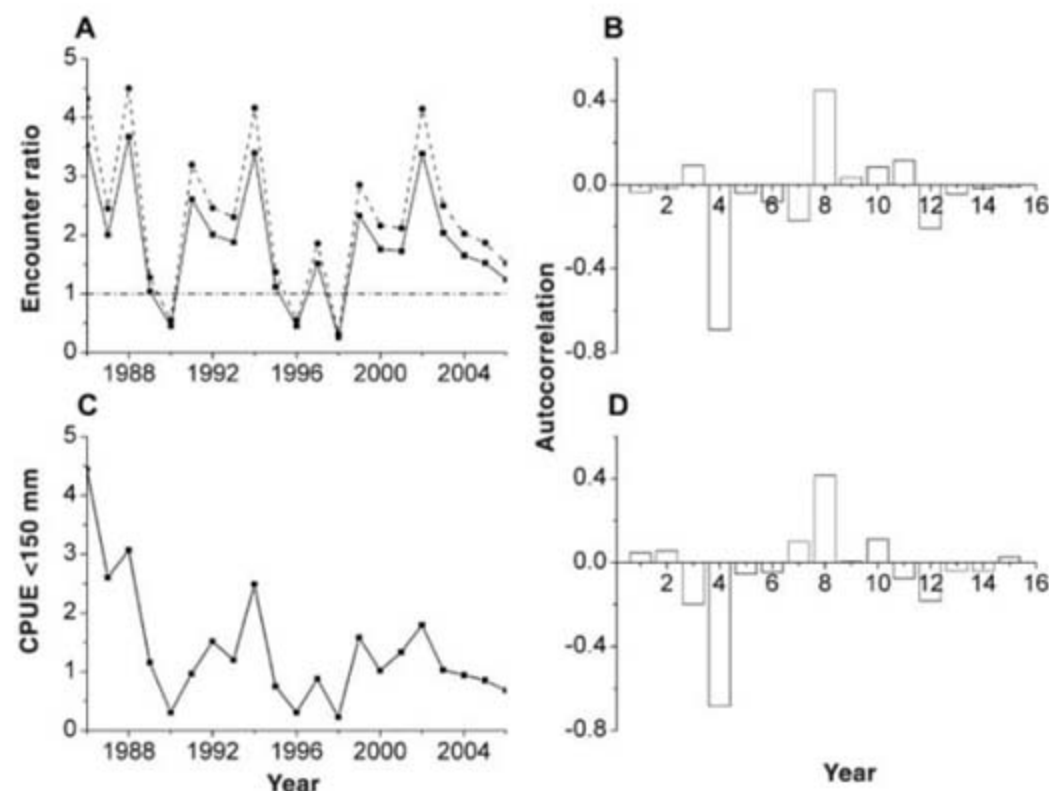 A
5
4
3
2
1
0
Encounter ratio
1988 1992 1996 2000 2004
B
0.4
0.0
-0.4
-0.8
2 4 6 8 10 12 14 16
Autocorrelation
C
5
4
3
2
1
0
CPUE <150 mm
1988 1992 1996 2000 2004
Year
D
0.4
0.0
-0.4
-0.8
2 4 6 8 10 12 14 16
Year